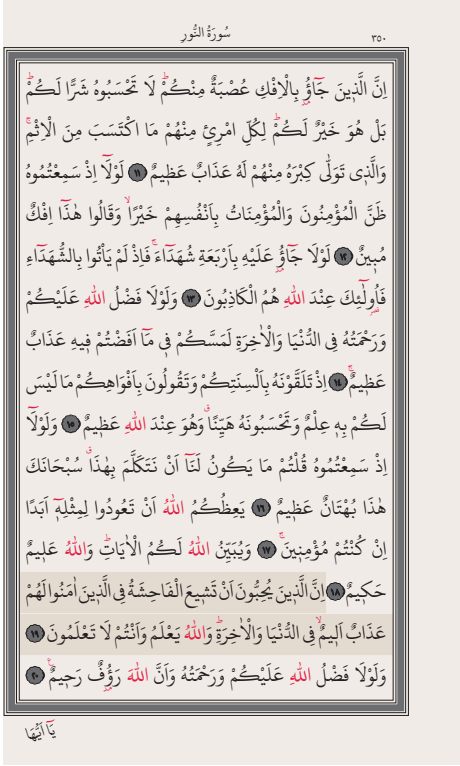 ٣٥٠ سُورَةُ النُّورِ
اِنَّ الَّذ۪ينَ جَٓاؤُ۫ بِالْاِفْكِ عُصْبَةٌ مِنْكُمْۜ لَا تَحْسَبُوهُ شَرًّا لَكُمْۜ
بَلْ هُوَ خَيْرٌ لَكُمْۜ لِكُلِّ امْرِئٍ مِنْهُمْ مَا اكْتَسَبَ مِنَ الْاِثْمِۚ
وَالَّذ۪ى تَوَلّٰى كِبْرَهُ مِنْهُمْ لَهُ عَذَابٌ عَظ۪يمٌ ﴿١١﴾ لَوْلَٓا اِذْ سَمِعْتُمُوهُ
ظَنَّ الْمُؤْمِنُونَ وَالْمُؤْمِنَاتُ بِاَنْفُسِهِمْ خَيْرًاۙ وَقَالُوا هٰذَٓا اِفْكٌ
مُب۪ينٌ ﴿١٢﴾ لَوْلَا جَٓاؤُ۫ عَلَيْهِ بِاَرْبَعَةِ شُهَدَٓاءَۚ فَاِذْ لَمْ يَأْتُوا بِالشُّهَدَٓاءِ
فَاُو۬لٰٓئِكَ عِنْدَ اللّٰهِ هُمُ الْكَاذِبُونَ ﴿١٣﴾ وَلَوْلَا فَضْلُ اللّٰهِ عَلَيْكُمْ
وَرَحْمَتُهُ فِى الدُّنْيَا وَالْاٰخِرَةِ لَمَسَّكُمْ ف۪ى مَٓا اَفَضْتُمْ ف۪يهِ عَذَابٌ
عَظ۪يمٌۚ ﴿١٤﴾ اِذْ تَلَقَّوْنَهُ بِاَلْسِنَتِكُمْ وَتَقُولُونَ بِاَفْوَاهِكُمْ مَا لَيْسَ
لَكُمْ بِه۪ عِلْمٌ وَتَحْسَبُونَهُ هَيِّنًاۗ وَهُوَ عِنْدَ اللّٰهِ عَظ۪يمٌ ﴿١٥﴾ وَلَوْلَٓا
اِذْ سَمِعْتُمُوهُ قُلْتُمْ مَا يَكُونُ لَنَٓا اَنْ نَتَكَلَّمَ بِهٰذَاۗ سُبْحَانَكَ
هٰذَا بُهْتَانٌ عَظ۪يمٌ ﴿١٦﴾ يَعِظُكُمُ اللّٰهُ اَنْ تَعُودُوا لِمِثْلِه۪ٓ اَبَدًا
اِنْ كُنْتُمْ مُؤْمِن۪ينَۚ ﴿١٧﴾ وَيُبَيِّنُ اللّٰهُ لَكُمُ الْاٰيَاتِۜ وَاللّٰهُ عَل۪يمٌ
حَك۪يمٌ ﴿١٨﴾ اِنَّ الَّذ۪ينَ يُحِبُّونَ اَنْ تَش۪يعَ الْفَاحِشَةُ فِى الَّذ۪ينَ اٰمَنُوا لَهُمْ
عَذَابٌ اَل۪يمٌۙ فِى الدُّنْيَا وَالْاٰخِرَةِۜ وَاللّٰهُ يَعْلَمُ وَاَنْتُمْ لَا تَعْلَمُونَ ﴿١٩﴾
وَلَوْلَا فَضْلُ اللّٰهِ عَلَيْكُمْ وَرَحْمَتُهُ وَاَنَّ اللّٰهَ رَؤُ۫فٌ رَح۪يمٌ۟ ﴿٢٠﴾
يَٓا اَيُّهَا